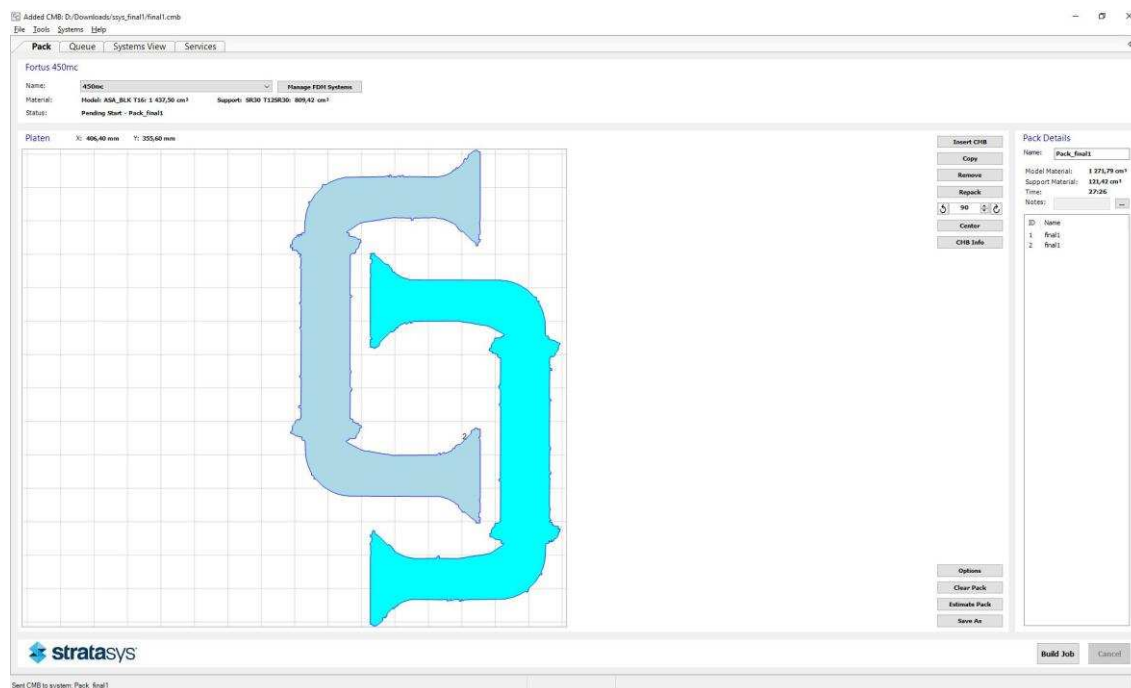 Added CMB: D:/Downloads/ssys_final1/final1.cmb
File Tools Systems Help
Pack Queue Systems View Services
Fortus 450mc
Name: 450mc Manage FDM Systems
Material: Model: ASA_BLK T16: 1 437,50 cm³ Support: SR30 T12SR30: 809,42 cm³
Status: Pending Start - Pack_final1
Platen X: 406,40 mm Y: 355,60 mm
Insert CMB
Copy
Remove
Repack
90
Center
CMB Info
2
Options
Clear Pack
Estimate Pack
Save As
Pack Details
Name: Pack_final1
Model Material: 1 271,79 cm³
Support Material: 121,42 cm³
Time: 27:26
Notes: ...
ID Name
1 final1
2 final1
stratasys
Build Job Cancel
Sent CMB to system: Pack_final1